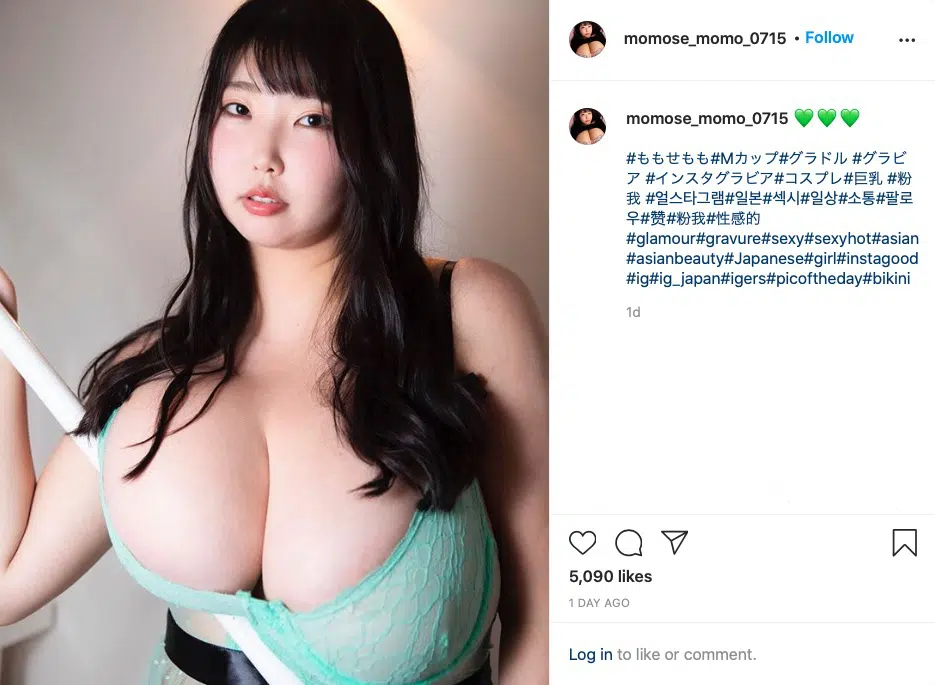 momose_momo_0715 • Follow
momose_momo_0715 💚💚💚
#ももせもも#Mカップ#グラドル #グラビ
ア #インスタグラビア#コスプレ#巨乳 #粉
我 #얼스타그램#일본#섹시#일상#소통#팔로
우#赞#粉我#性感的
#glamour#gravure#sexy#sexyhot#asian
#asianbeauty#Japanese#girl#instagood
#ig#ig_japan#igers#picoftheday#bikini
1d
5,090 likes
1 DAY AGO
Log in to like or comment.